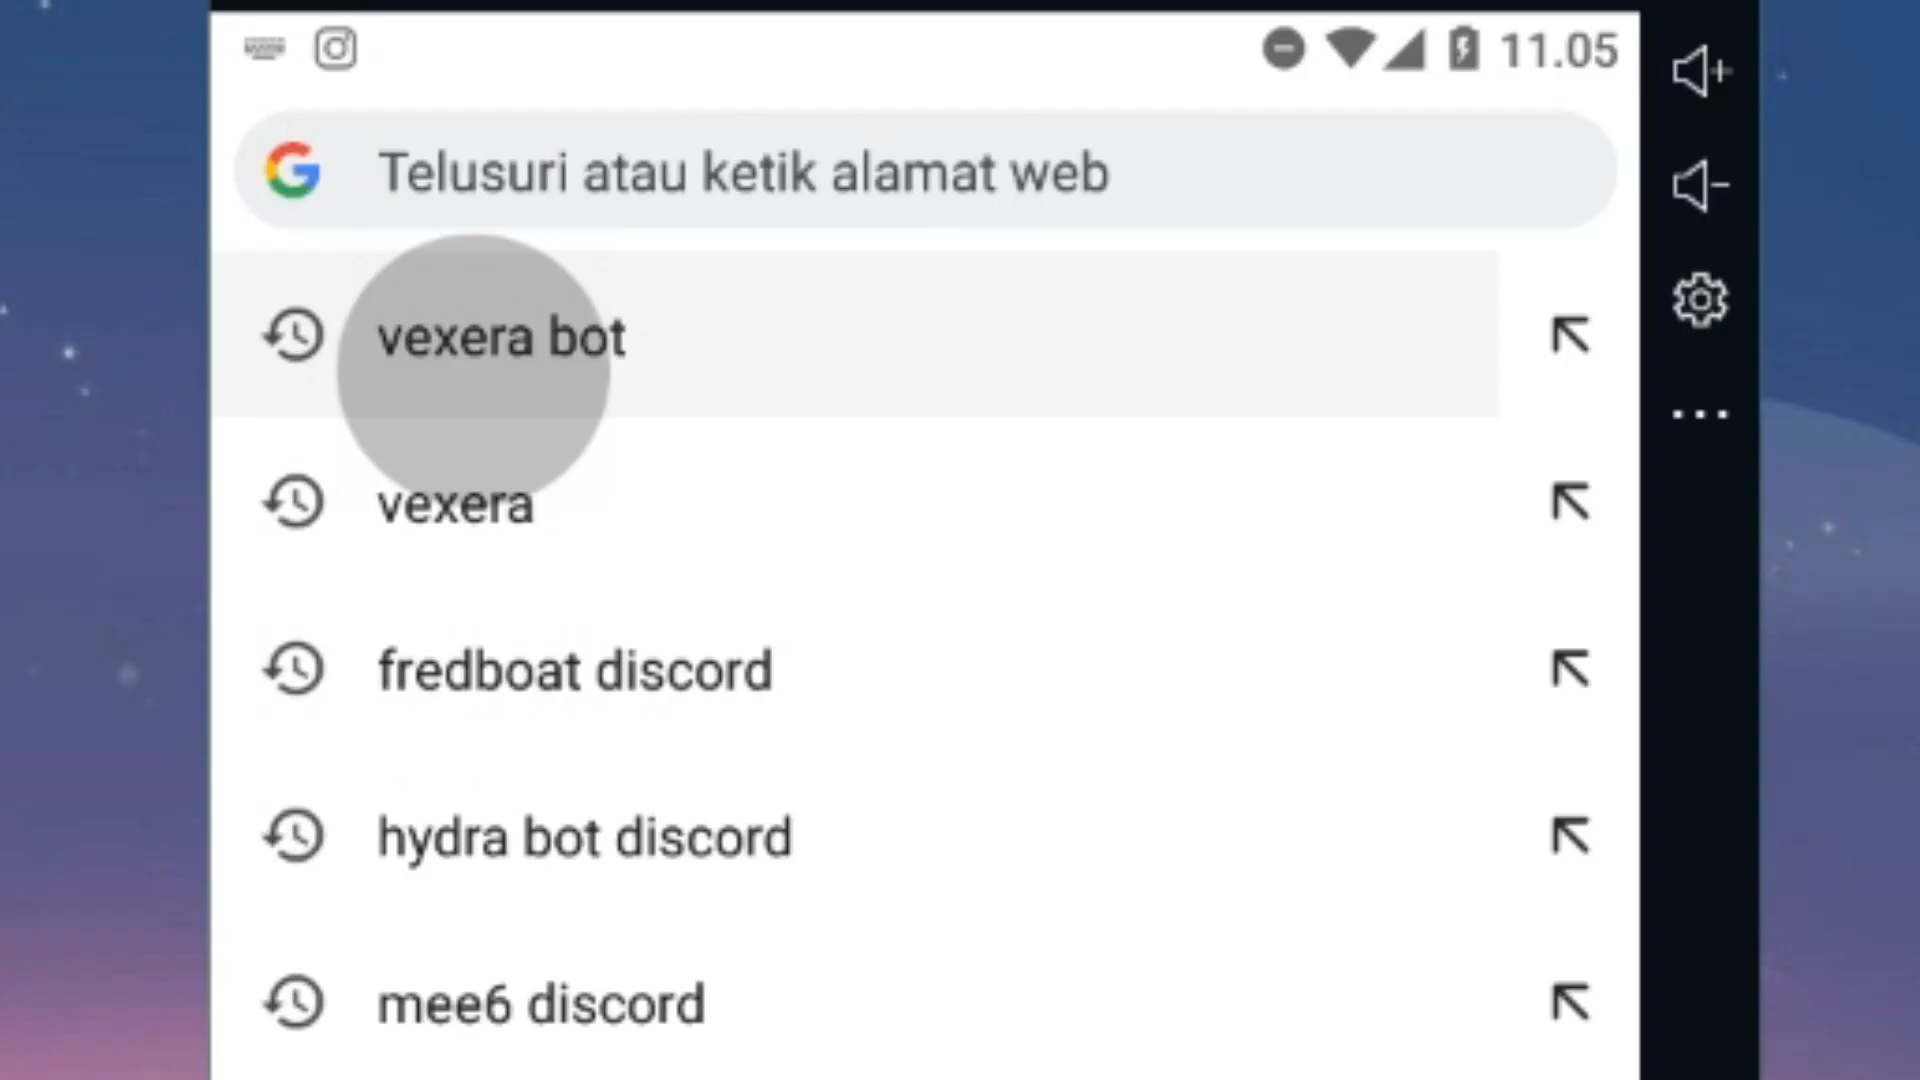 11.05
Telusuri atau ketik alamat web
vexera bot
vexera
fredboat discord
hydra bot discord
mee6 discord